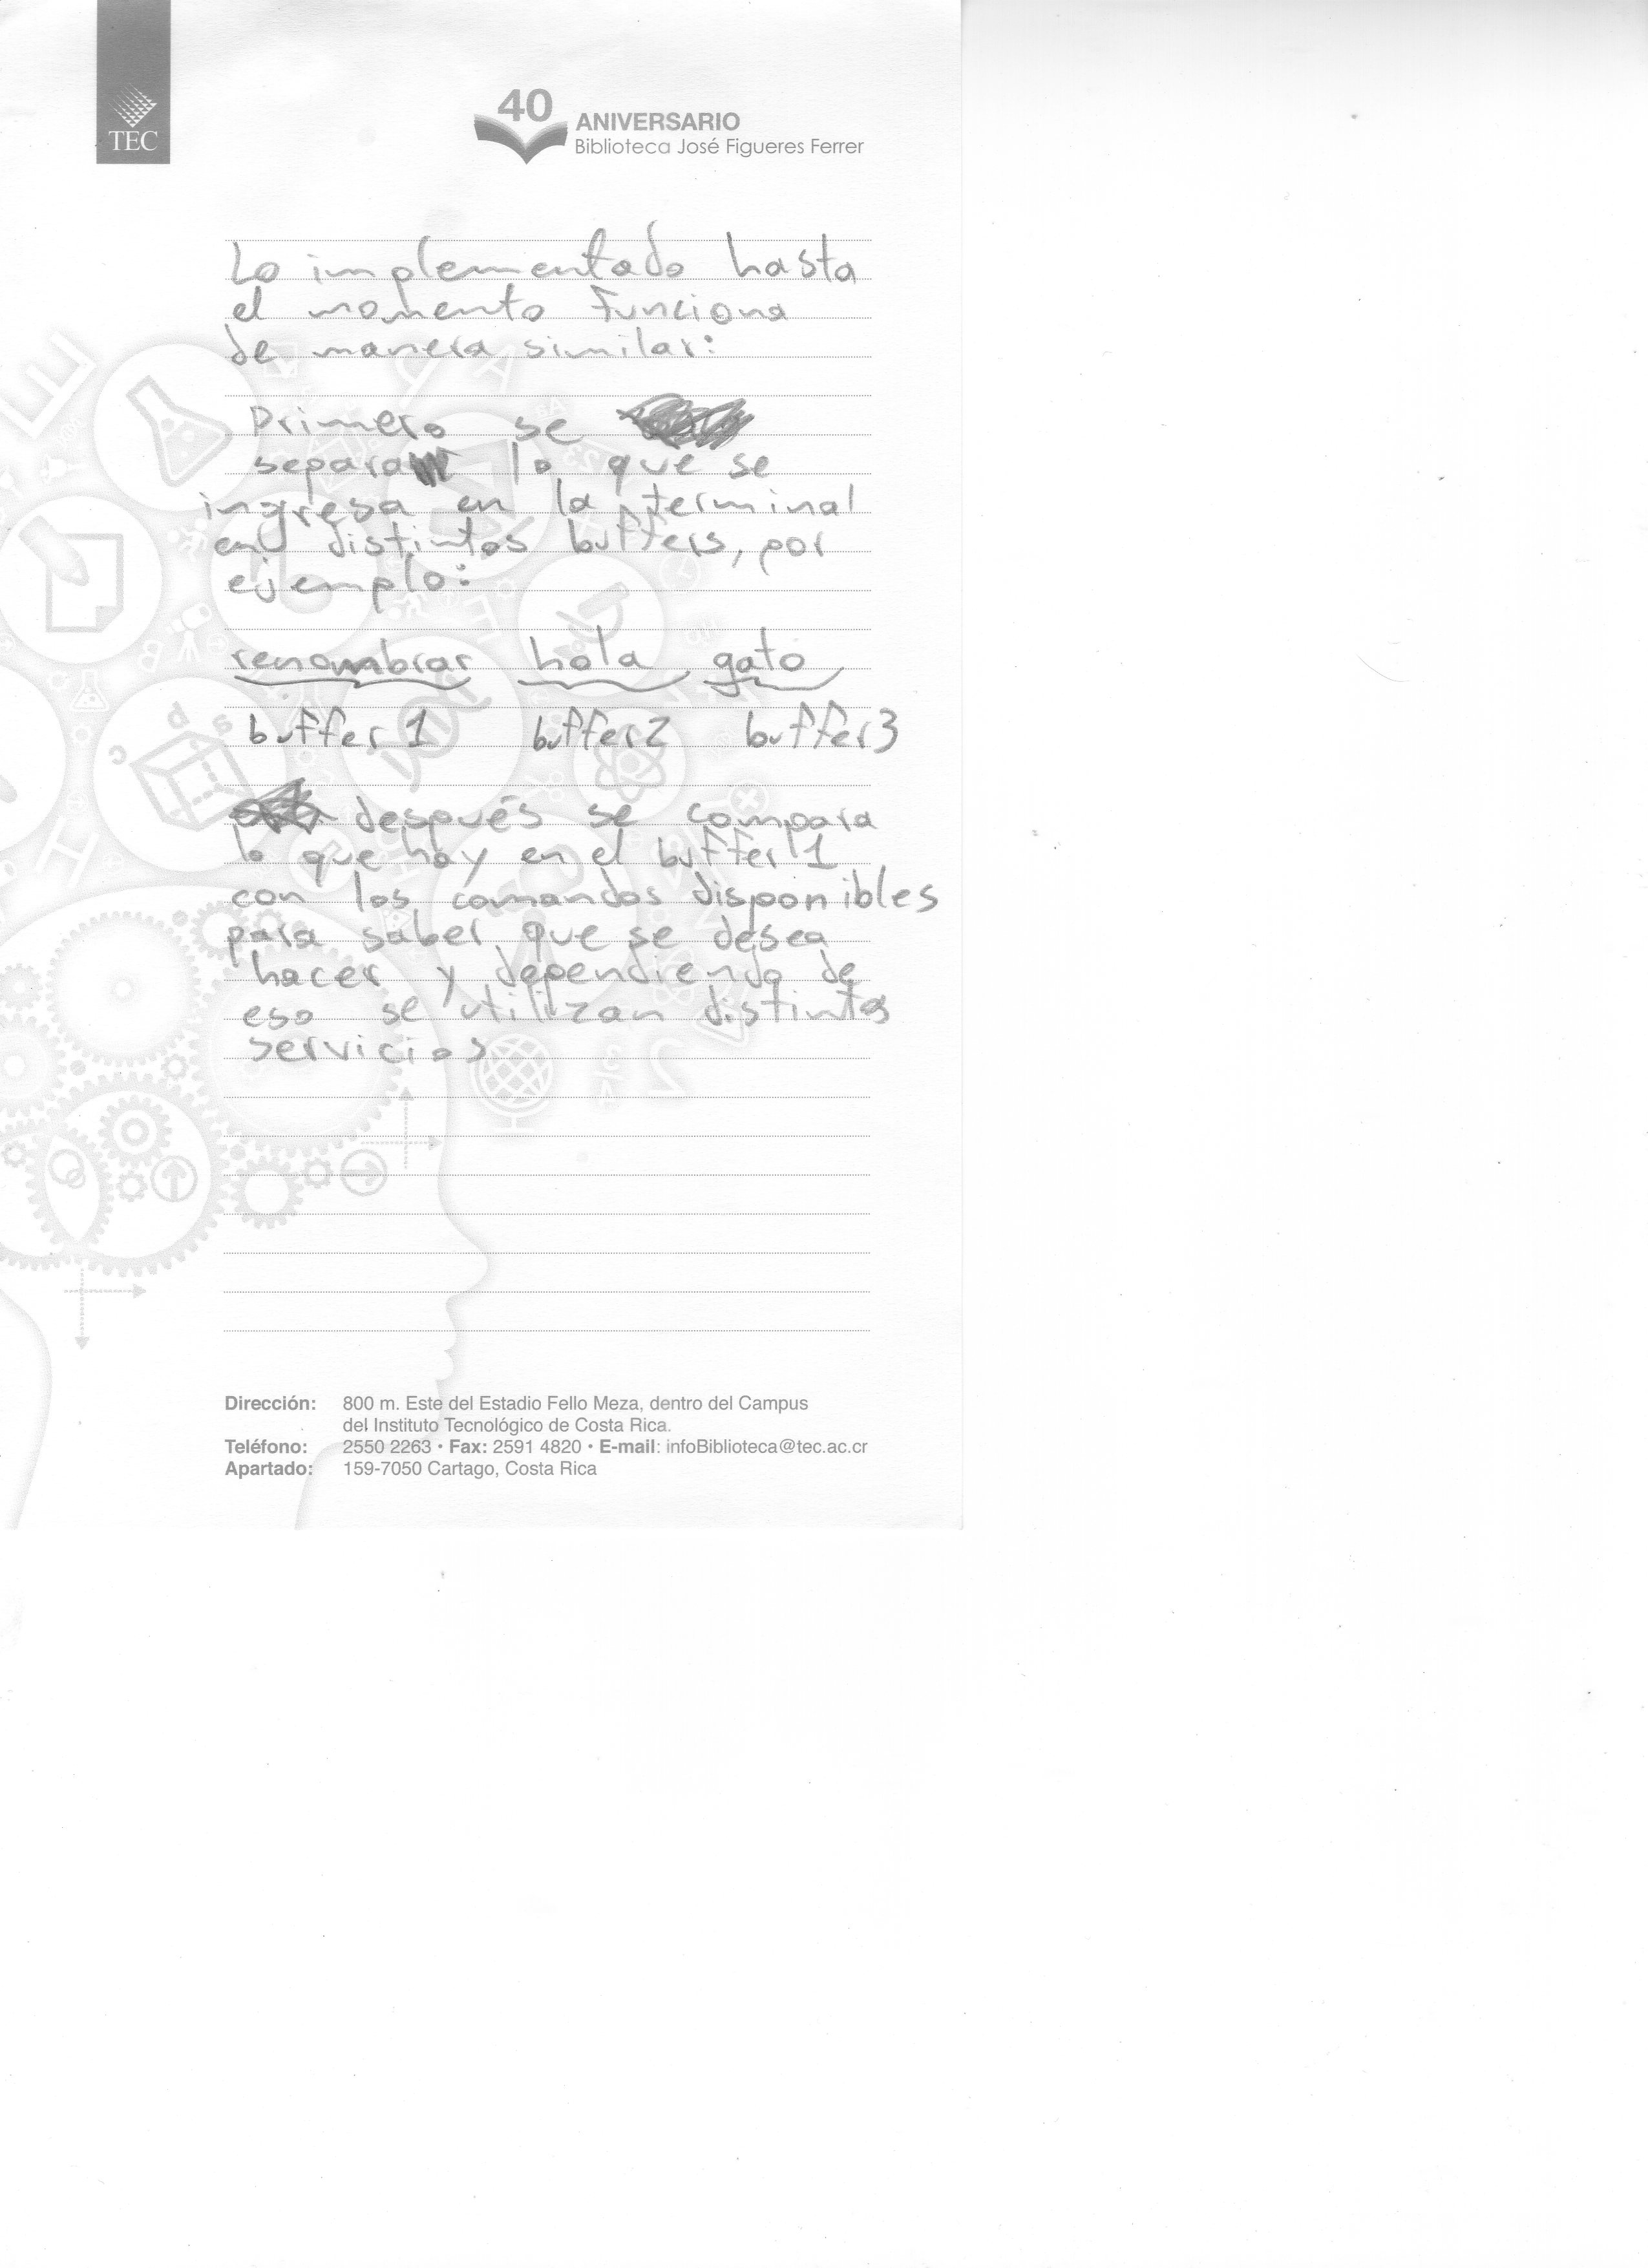 TEC
40
ANIVERSARIO
Biblioteca José Figueres Ferrer
Lo implementado hasta
el momento funciona
de manera similar:
Primero se
separa lo que se
ingresa en la terminal
en distintos buffers, por
ejemplo:
renombrar hola gato
buffer1 buffer2 buffer3
después se compara
lo que hay en el buffer 1
con los comandos disponibles
para saber que se desea
hacer y dependiendo de
eso se utilizan distintos
servicios
Dirección: 800 m. Este del Estadio Fello Meza, dentro del Campus
del Instituto Tecnológico de Costa Rica.
Teléfono: 2550 2263 • Fax: 2591 4820 • E-mail: infoBiblioteca@tec.ac.cr
Apartado: 159-7050 Cartago, Costa Rica